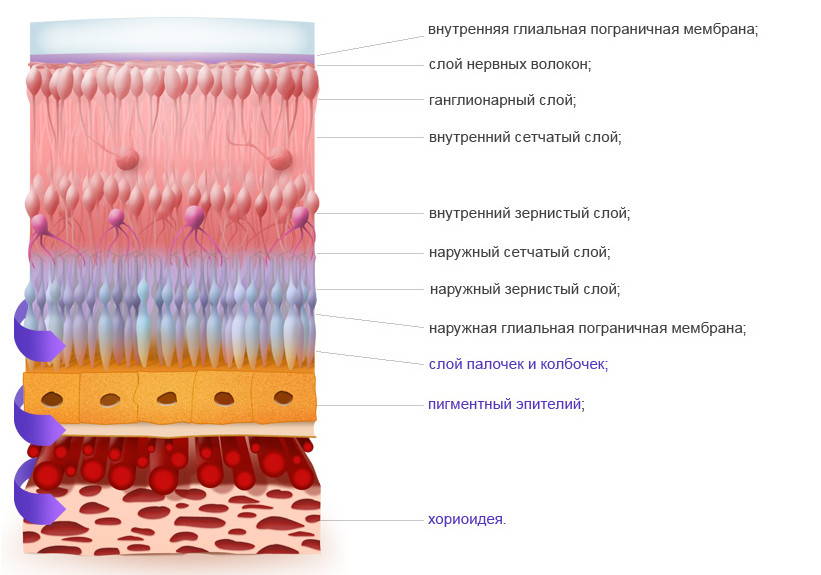 внутренняя глиальная пограничная мембрана;
слой нервных волокон;
ганглионарный слой;
внутренний сетчатый слой;
внутренний зернистый слой;
наружный сетчатый слой;
наружный зернистый слой;
наружная глиальная пограничная мембрана;
слой палочек и колбочек;
пигментный эпителий;
хориоидея.